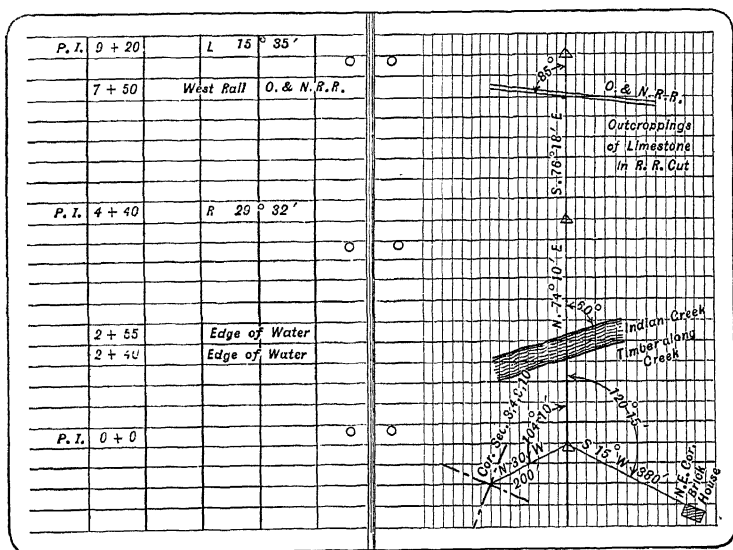 P. I. 9 + 20 L 15° 35′
7 + 50 West Rail O. & N. R.R.
P. I. 4 + 40 R 29° 32′
2 + 55 Edge of Water
2 + 40 Edge of Water
P. I. 0 + 0
85°
O. & N. R.R.
Outcroppings
of Limestone
In R. R. Cut
S. 76° 18′ E
N. 74° 10′ E
60°
Indian Creek
Timber along
Creek
Cor. Sec. 3,4,
104° 10′
120° 15′
N. 30° W
200
S 15° W 380′
N.E. Cor.
Brick
House